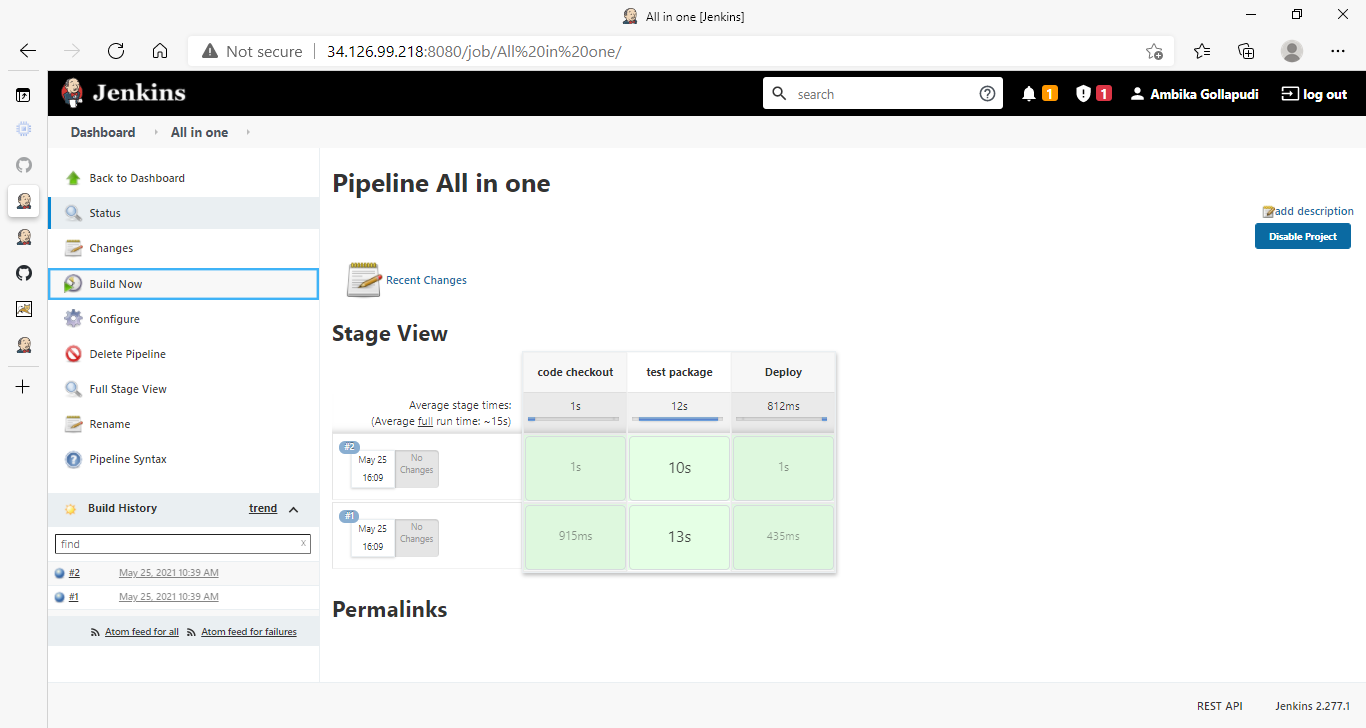 All in one [Jenkins]
Not secure 34.126.99.218:8080/job/All%20in%20one/
Jenkins
search
1
1
Ambika Gollapudi
log out
Dashboard All in one
Back to Dashboard
Status
Changes
Build Now
Configure
Delete Pipeline
Full Stage View
Rename
Pipeline Syntax
Build History trend
find x
#2 May 25, 2021 10:39 AM
#1 May 25, 2021 10:39 AM
Atom feed for all Atom feed for failures
Pipeline All in one
add description
Disable Project
Recent Changes
Stage View
code checkout test package Deploy
Average stage times: 1s 12s 812ms
(Average full run time: ~15s)
#2
May 25
16:09
No
Changes
1s 10s 1s
#1
May 25
16:09
No
Changes
915ms 13s 435ms
Permalinks
REST API Jenkins 2.277.1